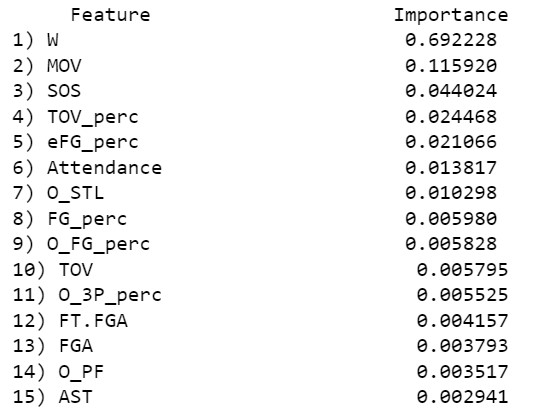 Feature Importance
1) W 0.692228
2) MOV 0.115920
3) SOS 0.044024
4) TOV_perc 0.024468
5) eFG_perc 0.021066
6) Attendance 0.013817
7) O_STL 0.010298
8) FG_perc 0.005980
9) O_FG_perc 0.005828
10) TOV 0.005795
11) O_3P_perc 0.005525
12) FT.FGA 0.004157
13) FGA 0.003793
14) O_PF 0.003517
15) AST 0.002941